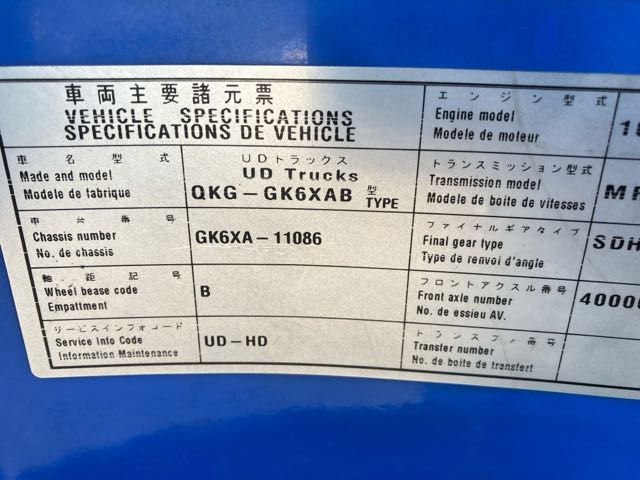 車両主要諸元票
VEHICLE SPECIFICATIONS
SPECIFICATIONS DE VEHICLE
車名型式
Made and model
Modele de fabrique
UDトラックス
UD Trucks
QKG-GK6XAB 型 TYPE
車台番号
Chassis number
No. de chassis
GK6XA-11086
軸距記号
Wheel bease code
Empattment
B
サービスインフォコード
Service Info Code
Information Maintenance
UD-HD
エンジン型式
Engine model
Modele de moteur
トランスミッション型式
Transmission model
Modele de boite de vitesses
ファイナルギアタイプ
Final gear type
Type de renvoi d'angle
SDH
フロントアクスル番号
Front axle number
No. de essieu AV.
4000
トランスファ番号
Transfer number
No. de boite de transfert